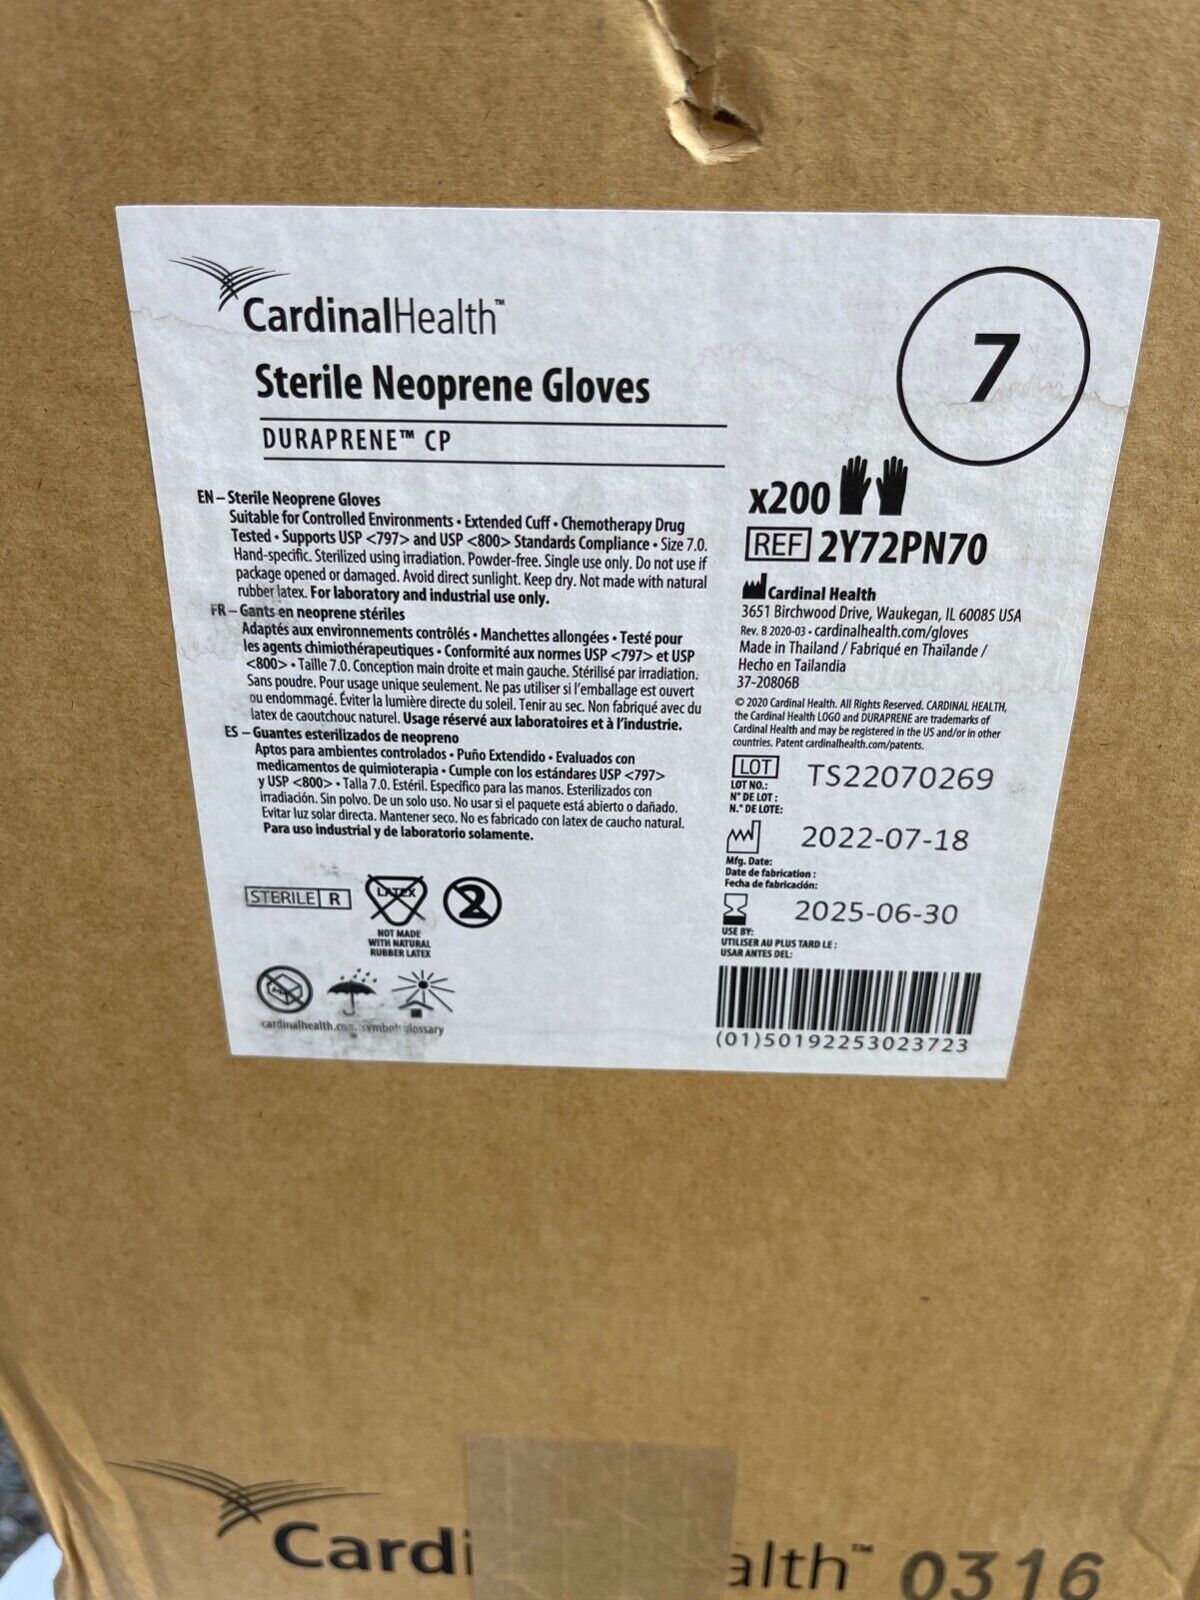 CardinalHealth™
Sterile Neoprene Gloves
DURAPRENE™ CP
7
EN – Sterile Neoprene Gloves
Suitable for Controlled Environments • Extended Cuff • Chemotherapy Drug
Tested • Supports USP <797> and USP <800> Standards Compliance • Size 7.0.
Hand-specific. Sterilized using irradiation. Powder-free. Single use only. Do not use if
package opened or damaged. Avoid direct sunlight. Keep dry. Not made with natural
rubber latex. For laboratory and industrial use only.
FR – Gants en neoprene stériles
Adaptés aux environnements contrôlés • Manchettes allongées • Testé pour
les agents chimiothérapeutiques • Conformité aux normes USP <797> et USP
<800> • Taille 7.0. Conception main droite et main gauche. Stérilisé par irradiation.
Sans poudre. Pour usage unique seulement. Ne pas utiliser si l'emballage est ouvert
ou endommagé. Éviter la lumière directe du soleil. Tenir au sec. Non fabriqué avec du
latex de caoutchouc naturel. Usage réservé aux laboratoires et à l'industrie.
ES – Guantes esterilizados de neopreno
Aptos para ambientes controlados • Puño Extendido • Evaluados con
medicamentos de quimioterapia • Cumple con los estándares USP <797>
y USP <800> • Talla 7.0. Estéril. Específico para las manos. Esterilizados con
irradiación. Sin polvo. De un solo uso. No usar si el paquete está abierto o dañado.
Evitar luz solar directa. Mantener seco. No es fabricado con latex de caucho natural.
Para uso industrial y de laboratorio solamente.
STERILE R
LATEX
NOT MADE
WITH NATURAL
RUBBER LATEX
2
cardinalhealth.com symbol glossary
x200
REF 2Y72PN70
Cardinal Health
3651 Birchwood Drive, Waukegan, IL 60085 USA
Rev. B 2020-03 • cardinalhealth.com/gloves
Made in Thailand / Fabriqué en Thaïlande /
Hecho en Tailandia
37-20806B
© 2020 Cardinal Health. All Rights Reserved. CARDINAL HEALTH,
the Cardinal Health LOGO and DURAPRENE are trademarks of
Cardinal Health and may be registered in the US and/or in other
countries. Patent cardinalhealth.com/patents.
LOT TS22070269
LOT NO.:
N° DE LOT :
N.° DE LOTE:
2022-07-18
Mfg. Date:
Date de fabrication :
Fecha de fabricación:
2025-06-30
USE BY:
UTILISER AU PLUS TARD LE :
USAR ANTES DEL:
(01)50192253023723
Cardi alth™ 0316